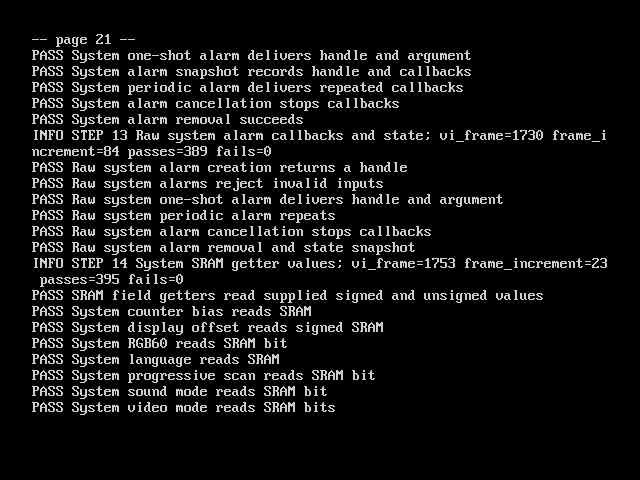 -- page 21 --
PASS System one-shot alarm delivers handle and argument
PASS System alarm snapshot records handle and callbacks
PASS System periodic alarm delivers repeated callbacks
PASS System alarm cancellation stops callbacks
PASS System alarm removal succeeds
INFO STEP 13 Raw system alarm callbacks and state; vi_frame=1730 frame_i
ncrement=84 passes=389 fails=0
PASS Raw system alarm creation returns a handle
PASS Raw system alarms reject invalid inputs
PASS Raw system one-shot alarm delivers handle and argument
PASS Raw system periodic alarm repeats
PASS Raw system alarm cancellation stops callbacks
PASS Raw system alarm removal and state snapshot
INFO STEP 14 System SRAM getter values; vi_frame=1753 frame_increment=23
 passes=395 fails=0
PASS SRAM field getters read supplied signed and unsigned values
PASS System counter bias reads SRAM
PASS System display offset reads signed SRAM
PASS System RGB60 reads SRAM bit
PASS System language reads SRAM
PASS System progressive scan reads SRAM bit
PASS System sound mode reads SRAM bit
PASS System video mode reads SRAM bits